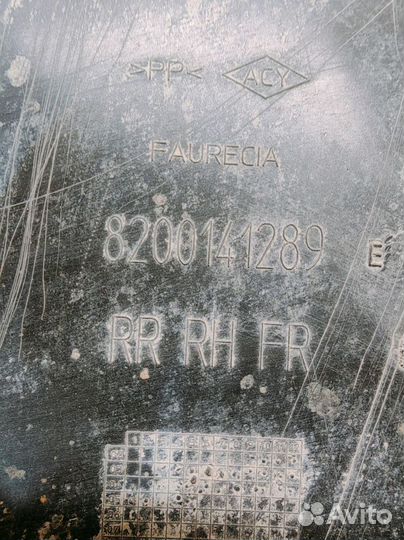 >PP< ACY
FAURECIA
8200141289 E
RR RH FR
Avito